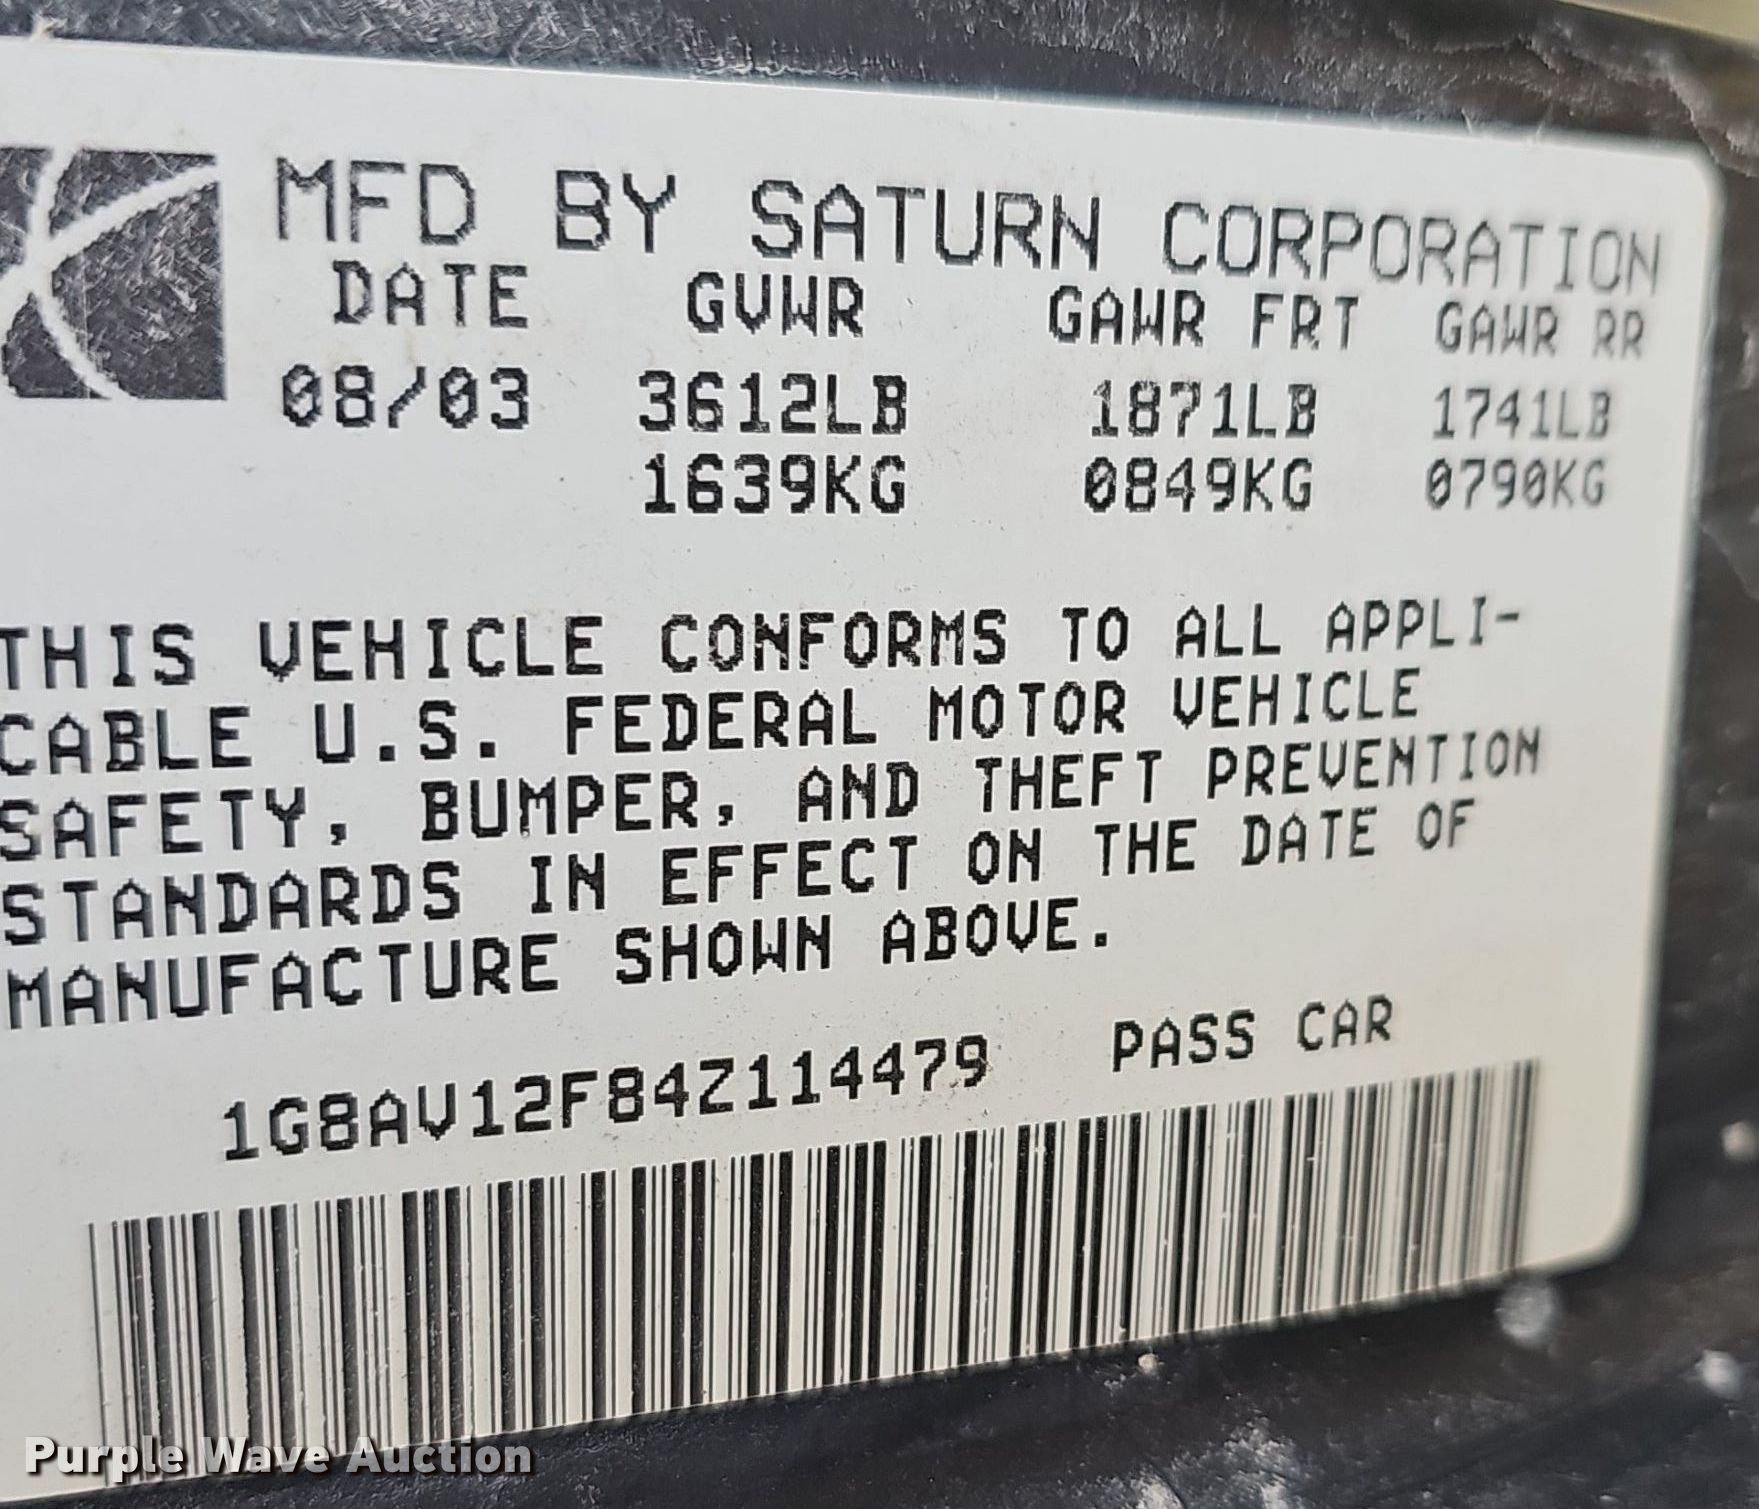 MFD BY SATURN CORPORATION
DATE GVWR GAWR FRT GAWR RR
08/03 3612LB 1871LB 1741LB
1639KG 0849KG 0790KG
THIS VEHICLE CONFORMS TO ALL APPLI-
CABLE U.S. FEDERAL MOTOR VEHICLE
SAFETY, BUMPER, AND THEFT PREVENTION
STANDARDS IN EFFECT ON THE DATE OF
MANUFACTURE SHOWN ABOVE.
1G8AV12F84Z114479 PASS CAR
Purple Wave Auction